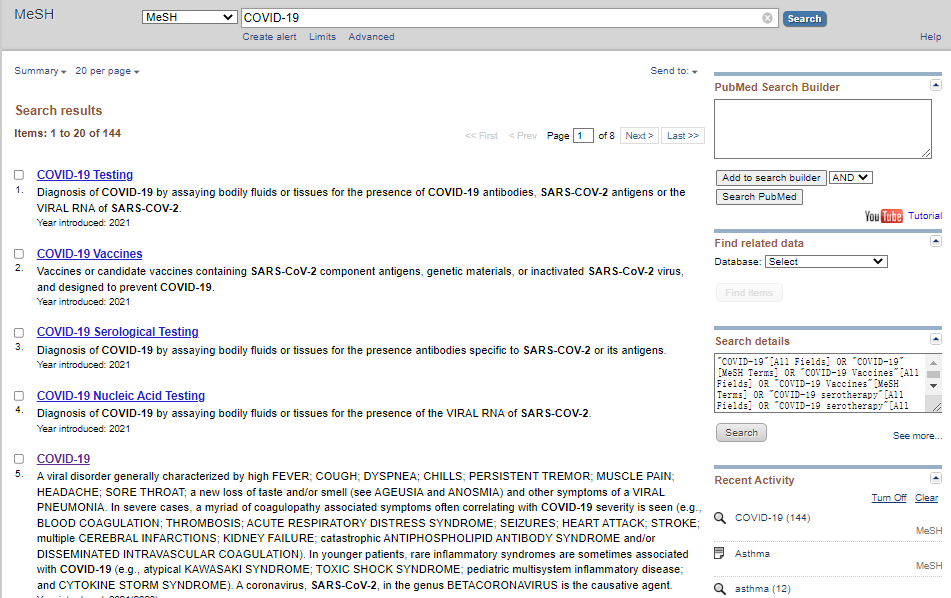 MeSH
MeSH
COVID-19
Search
Create alert Limits Advanced
Help
Summary
20 per page
Send to:
Search results
Items: 1 to 20 of 144
<< First < Prev Page 1 of 8 Next > Last >>
COVID-19 Testing
1.
Diagnosis of COVID-19 by assaying bodily fluids or tissues for the presence of COVID-19 antibodies, SARS-COV-2 antigens or the
VIRAL RNA of SARS-COV-2.
Year introduced: 2021
COVID-19 Vaccines
2.
Vaccines or candidate vaccines containing SARS-CoV-2 component antigens, genetic materials, or inactivated SARS-CoV-2 virus,
and designed to prevent COVID-19.
Year introduced: 2021
COVID-19 Serological Testing
3.
Diagnosis of COVID-19 by assaying bodily fluids or tissues for the presence antibodies specific to SARS-COV-2 or its antigens.
Year introduced: 2021
COVID-19 Nucleic Acid Testing
4.
Diagnosis of COVID-19 by assaying bodily fluids or tissues for the presence of the VIRAL RNA of SARS-COV-2.
Year introduced: 2021
COVID-19
5.
A viral disorder generally characterized by high FEVER; COUGH; DYSPNEA; CHILLS; PERSISTENT TREMOR; MUSCLE PAIN;
HEADACHE; SORE THROAT; a new loss of taste and/or smell (see AGEUSIA and ANOSMIA) and other symptoms of a VIRAL
PNEUMONIA. In severe cases, a myriad of coagulopathy associated symptoms often correlating with COVID-19 severity is seen (e.g.,
BLOOD COAGULATION; THROMBOSIS; ACUTE RESPIRATORY DISTRESS SYNDROME; SEIZURES; HEART ATTACK; STROKE;
multiple CEREBRAL INFARCTIONS; KIDNEY FAILURE; catastrophic ANTIPHOSPHOLIPID ANTIBODY SYNDROME and/or
DISSEMINATED INTRAVASCULAR COAGULATION). In younger patients, rare inflammatory syndromes are sometimes associated
with COVID-19 (e.g., atypical KAWASAKI SYNDROME; TOXIC SHOCK SYNDROME; pediatric multisystem inflammatory disease;
and CYTOKINE STORM SYNDROME). A coronavirus, SARS-CoV-2, in the genus BETACORONAVIRUS is the causative agent.
PubMed Search Builder
Add to search builder AND
Search PubMed
YouTube Tutorial
Find related data
Database: Select
Find items
Search details
"COVID-19"[All Fields] OR "COVID-19"
[MeSH Terms] OR "COVID-19 Vaccines"[All
Fields] OR "COVID-19 Vaccines"[MeSH
Terms] OR "COVID-19 serotherapy"[All
Fields] OR "COVID-19 serotherapy"[All
Search
See more...
Recent Activity
Turn Off Clear
COVID-19 (144)
MeSH
Asthma
MeSH
asthma (12)